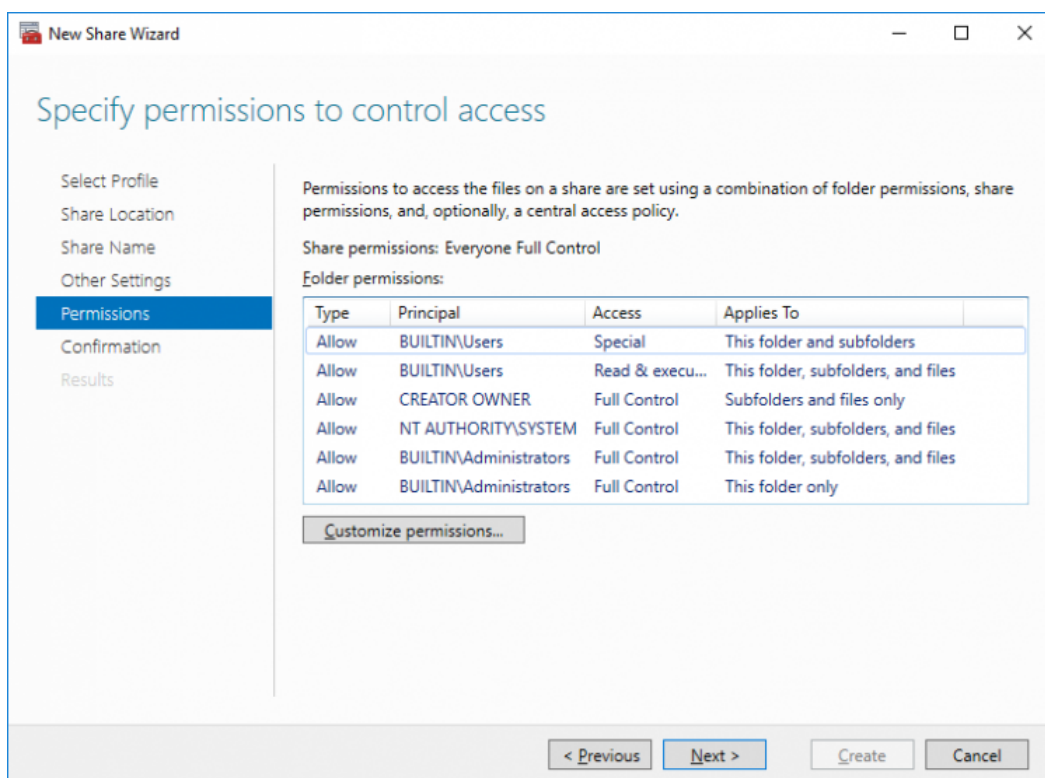 New Share Wizard
Specify permissions to control access
Select Profile
Share Location
Share Name
Other Settings
Permissions
Confirmation
Results
Permissions to access the files on a share are set using a combination of folder permissions, share
permissions, and, optionally, a central access policy.
Share permissions: Everyone Full Control
Folder permissions:
Type Principal Access Applies To
Allow BUILTIN\Users Special This folder and subfolders
Allow BUILTIN\Users Read & execu... This folder, subfolders, and files
Allow CREATOR OWNER Full Control Subfolders and files only
Allow NT AUTHORITY\SYSTEM Full Control This folder, subfolders, and files
Allow BUILTIN\Administrators Full Control This folder, subfolders, and files
Allow BUILTIN\Administrators Full Control This folder only
Customize permissions...
< Previous Next > Create Cancel